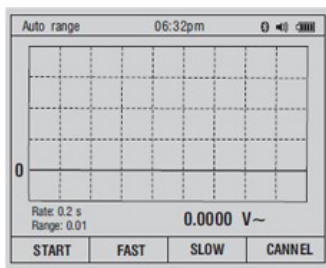 Auto range 06:32pm
0
Rate: 0.2 s
Range: 0.01
0.0000 V~
START FAST SLOW CANNEL